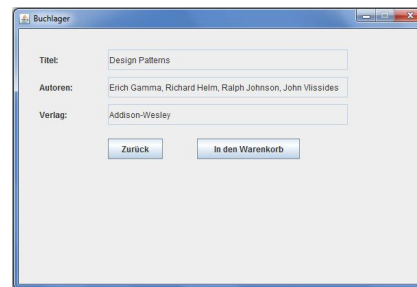 Buchlager
Titel: Design Patterns
Autoren: Erich Gamma, Richard Helm, Ralph Johnson, John Vlissides
Verlag: Addison-Wesley
Zurück In den Warenkorb